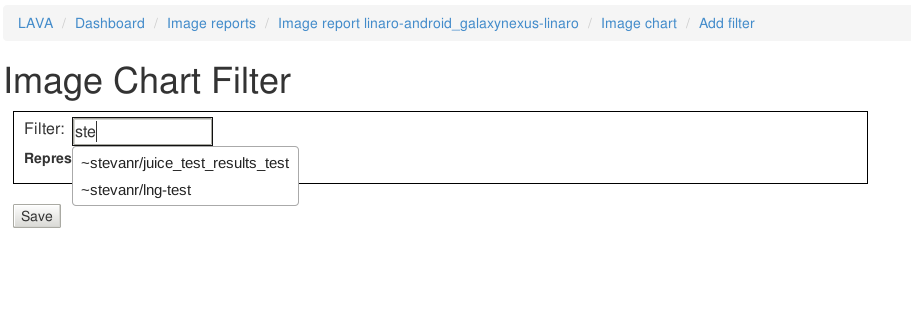 LAVA / Dashboard / Image reports / Image report linaro-android_galaxynexus-linaro / Image chart / Add filter
Image Chart Filter
Filter: ste
~stevanr/juice_test_results_test
Repres
~stevanr/lng-test
Save